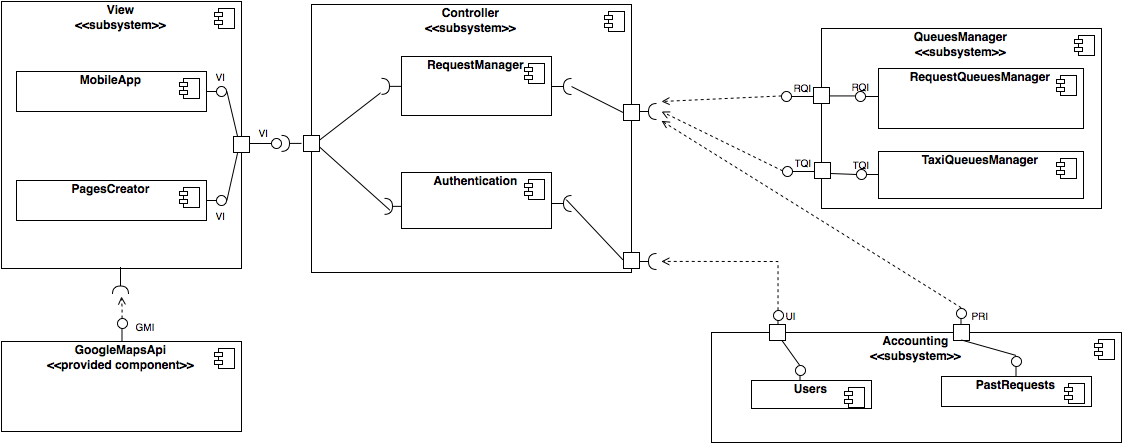 View
<<subsystem>>
MobileApp
VI
PagesCreator
VI
VI
Controller
<<subsystem>>
RequestManager
Authentication
QueuesManager
<<subsystem>>
RQI
RQI
RequestQueuesManager
TQI
TQI
TaxiQueuesManager
GMI
GoogleMapsApi
<<provided component>>
UI
PRI
Accounting
<<subsystem>>
Users
PastRequests